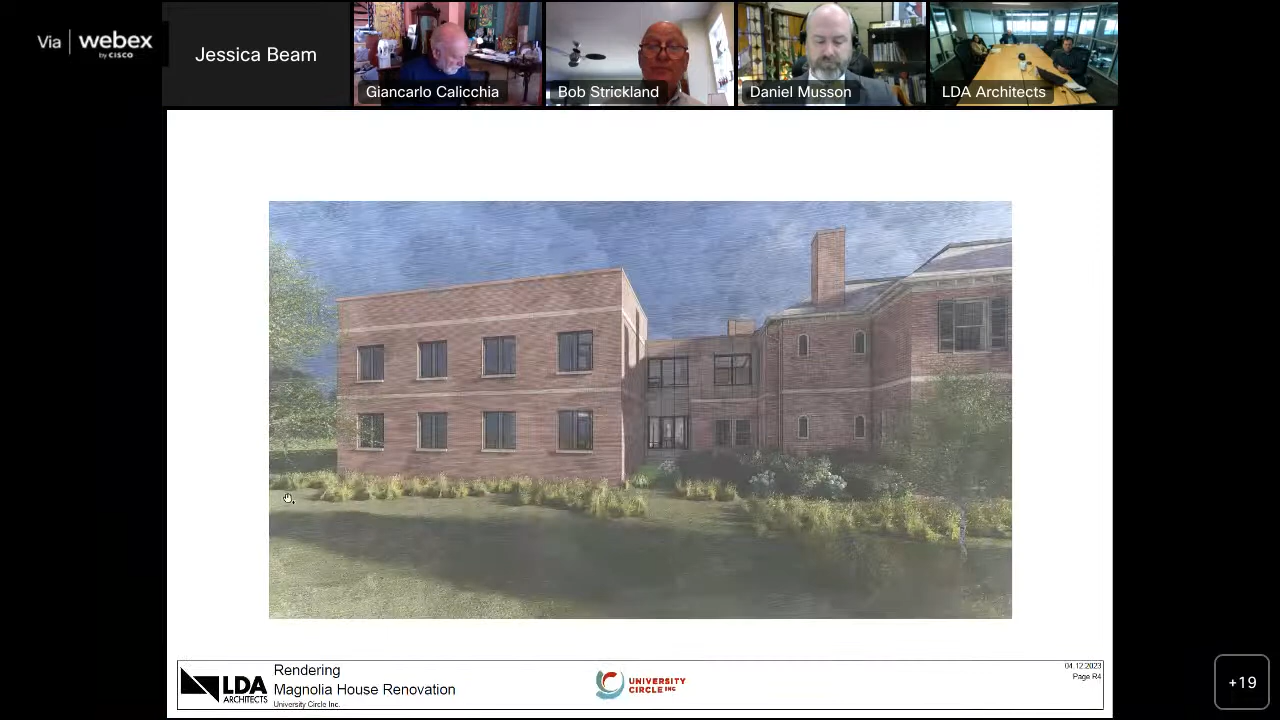 Via webex
by CISCO
Jessica Beam
Giancarlo Calicchia
Bob Strickland
Daniel Musson
LDA Architects
LDA
ARCHITECTS
Rendering
Magnolia House Renovation
University Circle Inc.
UNIVERSITY
CIRCLE INC
04.12.2023
Page R4
+19